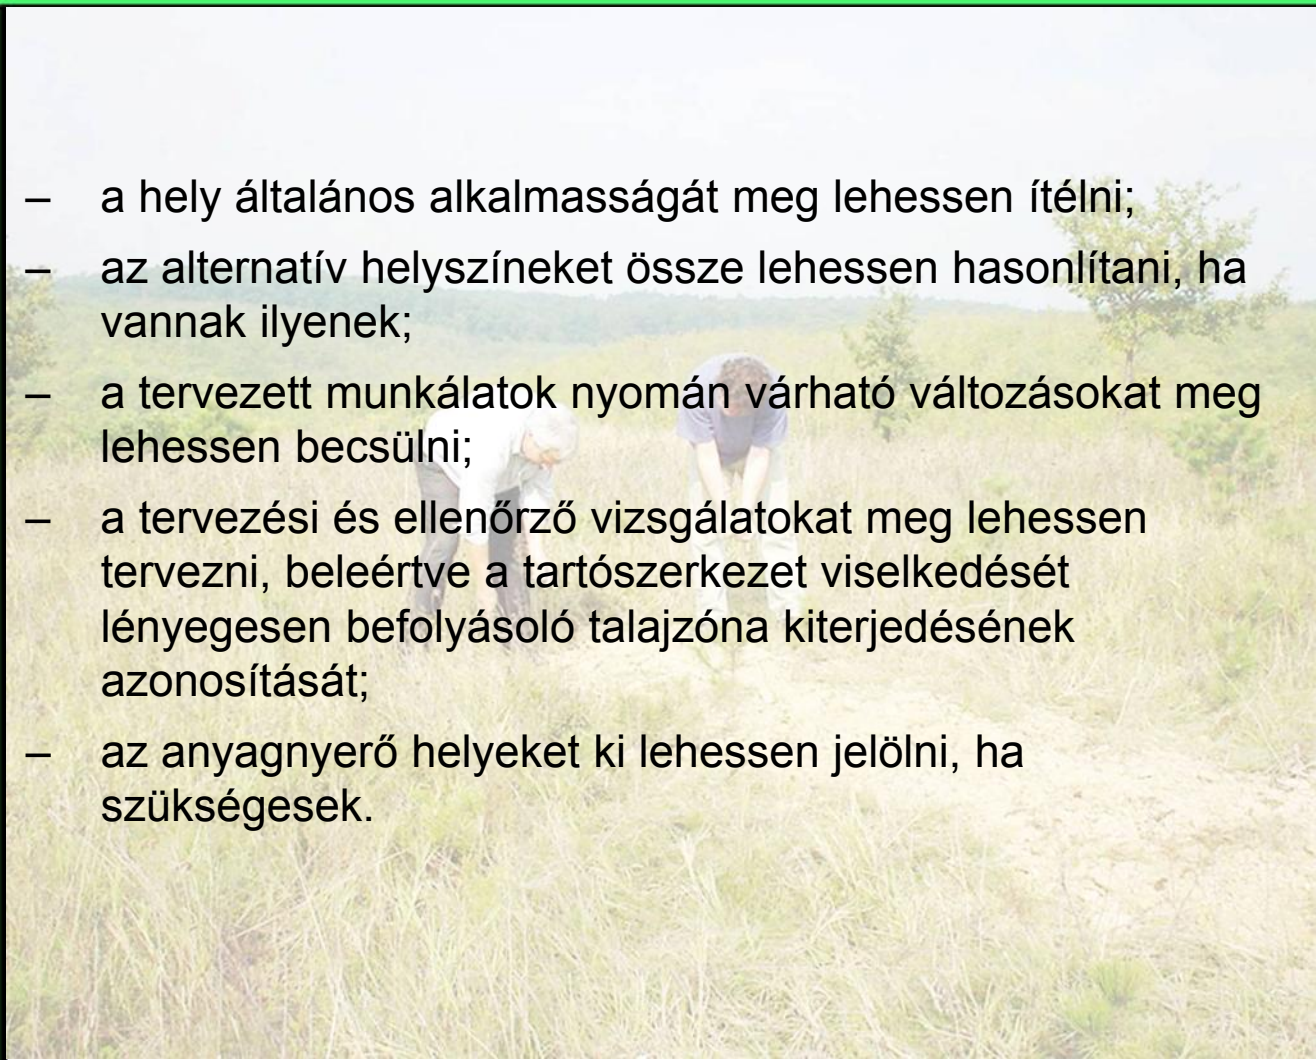 – a hely általános alkalmasságát meg lehessen ítélni;
– az alternatív helyszíneket össze lehessen hasonlítani, ha
vannak ilyenek;
– a tervezett munkálatok nyomán várható változásokat meg
lehessen becsülni;
– a tervezési és ellenőrző vizsgálatokat meg lehessen
tervezni, beleértve a tartószerkezet viselkedését
lényegesen befolyásoló talajzóna kiterjedésének
azonosítását;
– az anyagnyerő helyeket ki lehessen jelölni, ha
szükségesek.